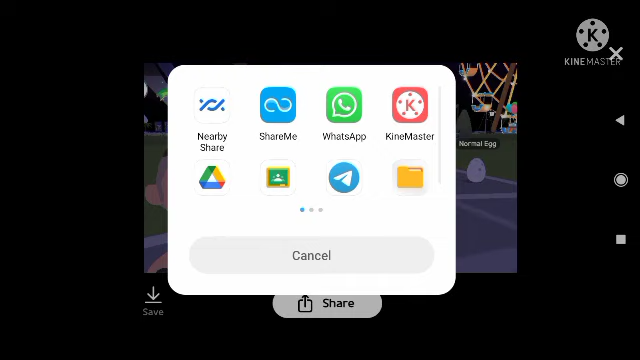 KINEMASTER
Nearby Share
ShareMe
WhatsApp
KineMaster
Normal Egg
Cancel
Save
Share